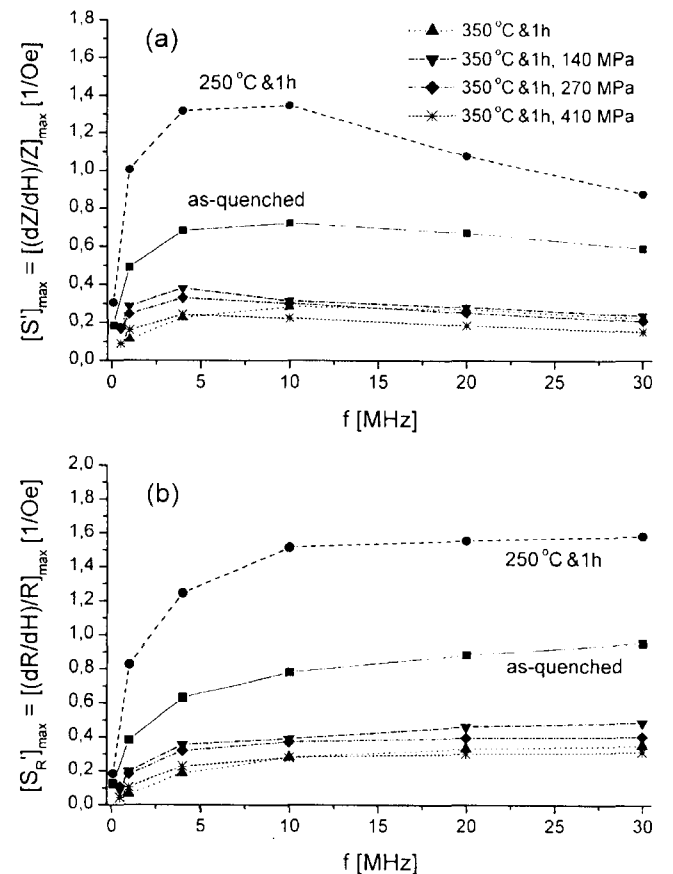 (a)
350 °C &1h
350 °C &1h, 140 MPa
350 °C &1h, 270 MPa
350 °C &1h, 410 MPa
250 °C &1h
as-quenched
[S']max = [(dZ/dH)/Z]max [1/Oe]
1,8
1,6
1,4
1,2
1,0
0,8
0,6
0,4
0,2
0,0
0 5 10 15 20 25 30
f [MHz]
(b)
250 °C &1h
as-quenched
[SR']max = [(dR/dH)/R]max [1/Oe]
2,0
1,8
1,6
1,4
1,2
1,0
0,8
0,6
0,4
0,2
0,0
0 5 10 15 20 25 30
f [MHz]